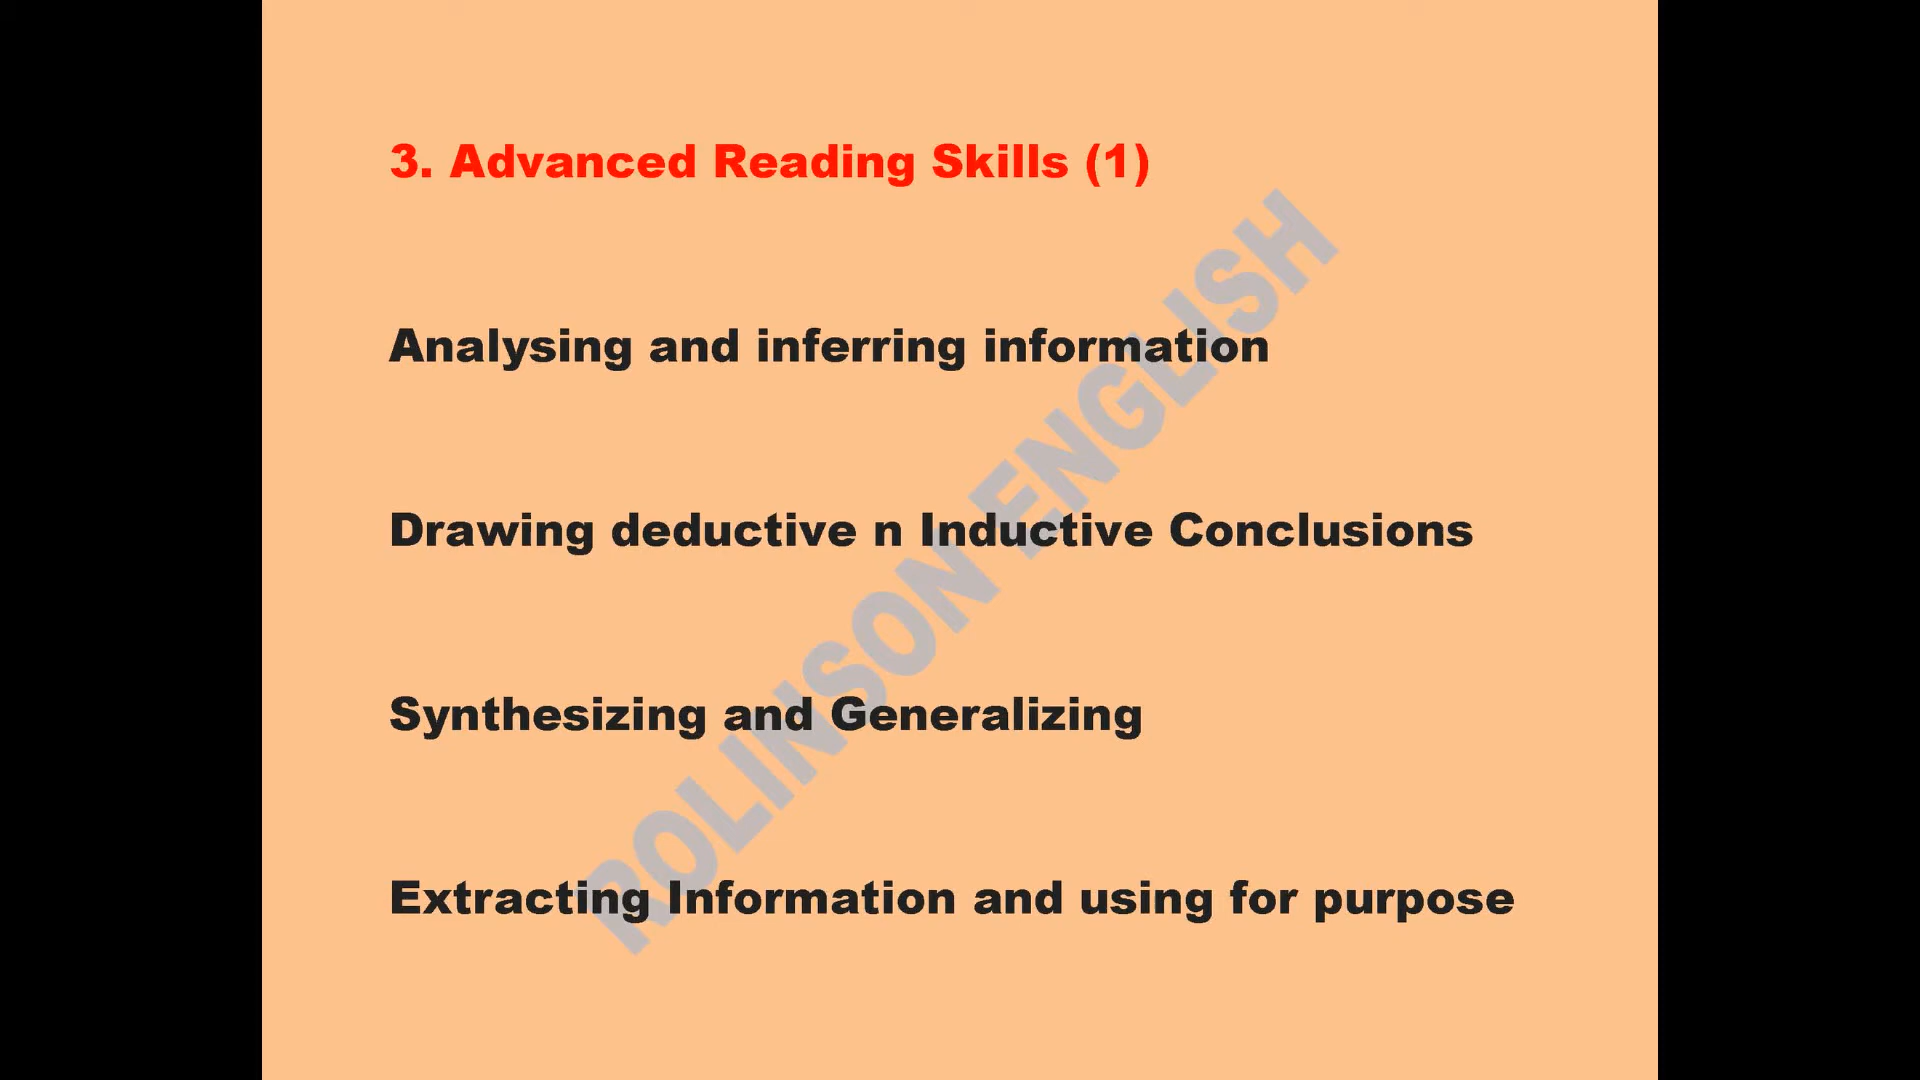 3. Advanced Reading Skills (1)
Analysing and inferring information
Drawing deductive n Inductive Conclusions
Synthesizing and Generalizing
Extracting Information and using for purpose
ROLINSON ENGLISH